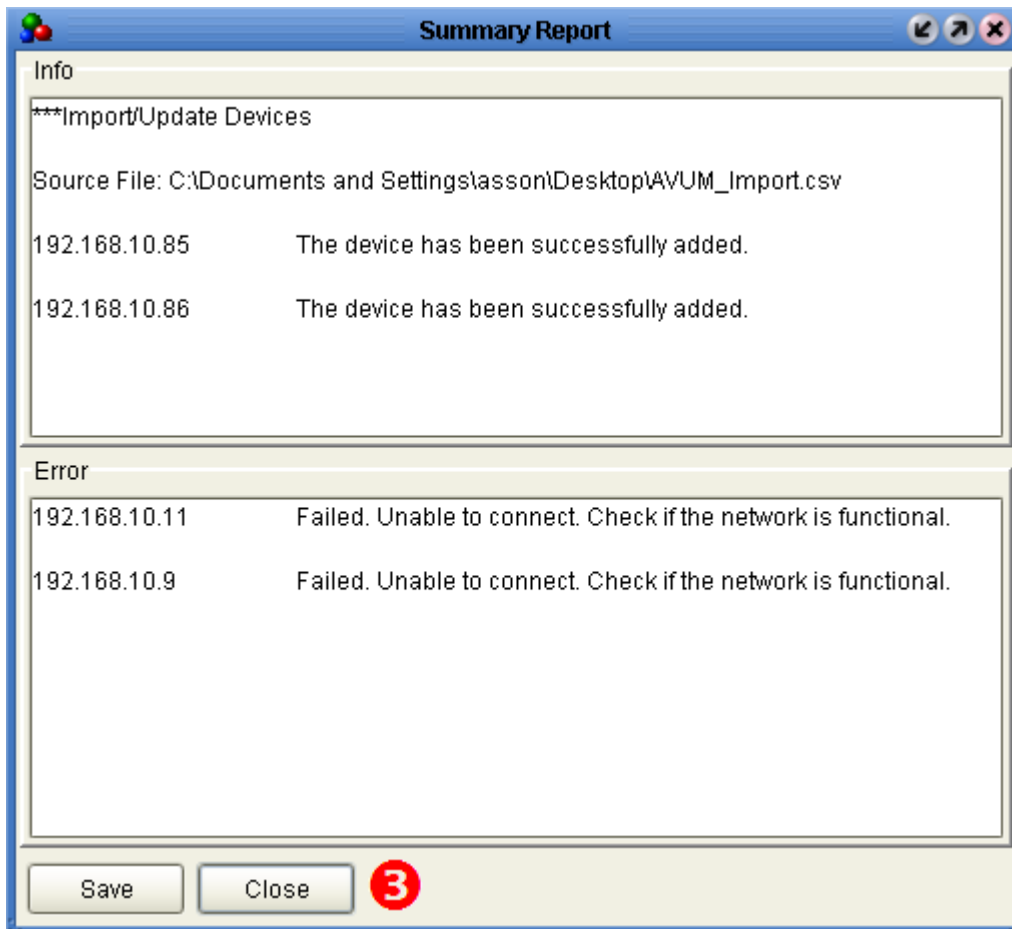 Summary Report
Info
***Import/Update Devices
Source File: C:\Documents and Settings\asson\Desktop\AVUM_Import.csv
192.168.10.85 The device has been successfully added.
192.168.10.86 The device has been successfully added.
Error
192.168.10.11 Failed. Unable to connect. Check if the network is functional.
192.168.10.9 Failed. Unable to connect. Check if the network is functional.
Save Close 3